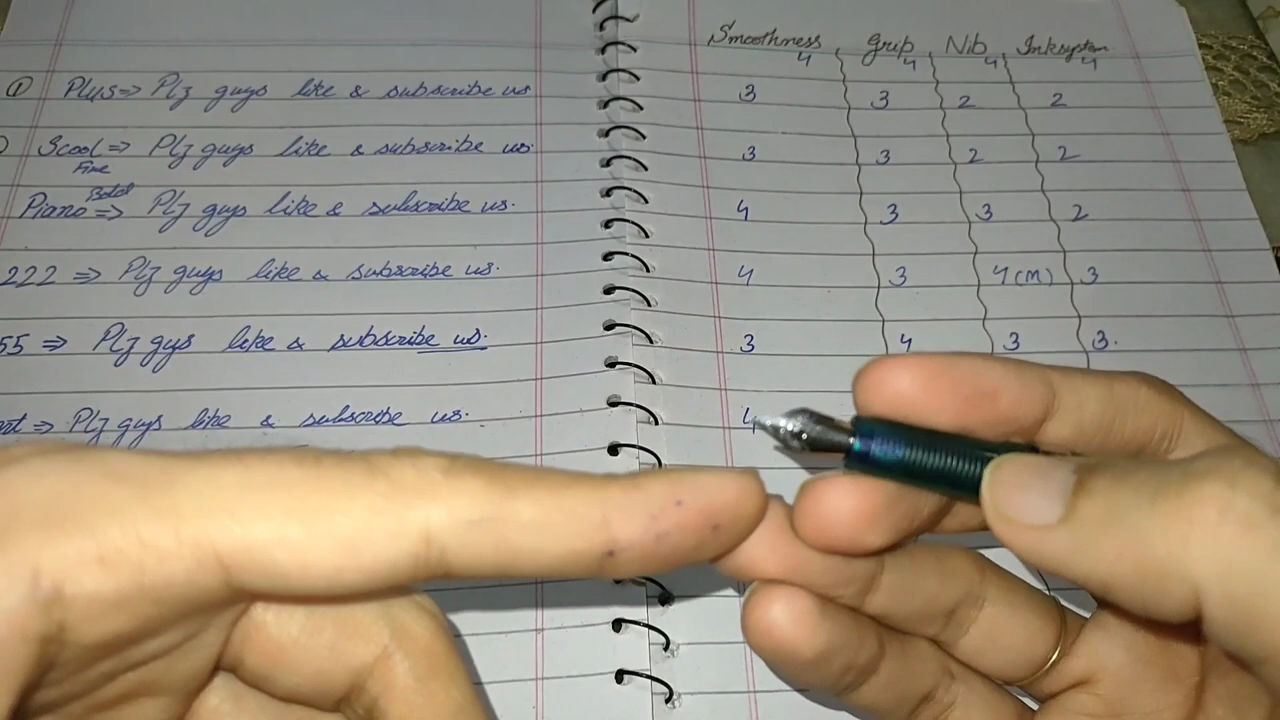 Smoothness, Grip, Nib, Inksystem
4 4 4 4
① Plus ⇒ Plz guys like & subscribe us 3 3 2 2
Scool ⇒ Plz guys like & subscribe us. 3 3 2 2
Fine
Bold
Piano ⇒ Plz guys like & subscribe us. 4 3 3 2
222 ⇒ Plz guys like & subscribe us. 4 3 4(m) 3
55 ⇒ Plz gys like & subscribe us. 3 4 3 3.
⇒ Plz guys like & subscribe us. 4